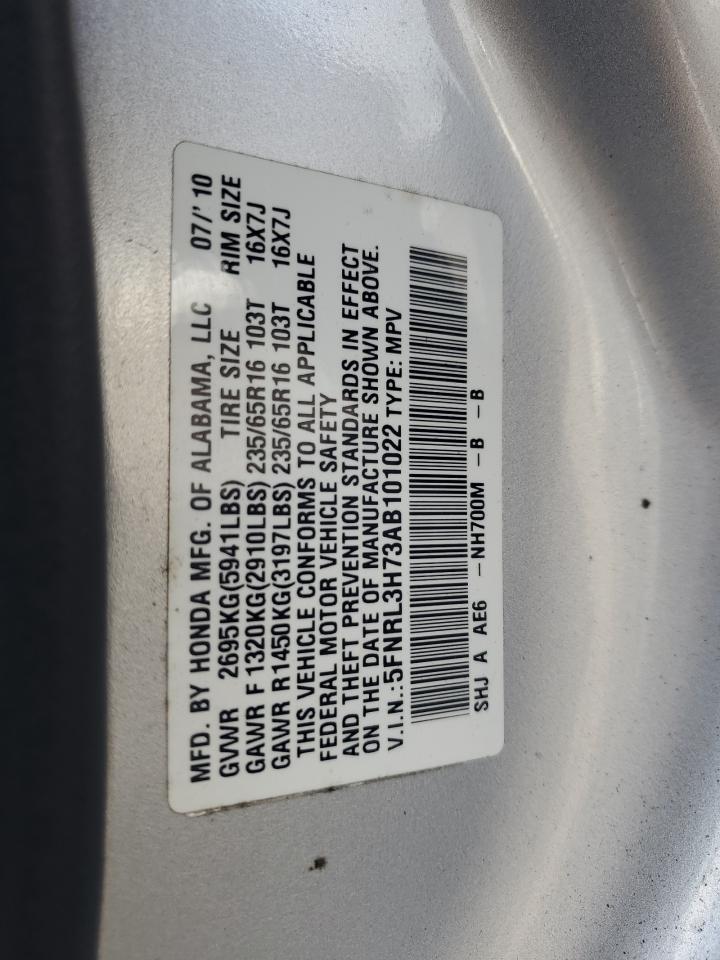 MFD. BY HONDA MFG. OF ALABAMA, LLC 07/' 10
GVWR 2695KG(5941LBS) TIRE SIZE RIM SIZE
GAWR F 1320KG(2910LBS) 235/65R16 103T 16X7J
GAWR R1450KG(3197LBS) 235/65R16 103T 16X7J
THIS VEHICLE CONFORMS TO ALL APPLICABLE
FEDERAL MOTOR VEHICLE SAFETY
AND THEFT PREVENTION STANDARDS IN EFFECT
ON THE DATE OF MANUFACTURE SHOWN ABOVE.
V.I.N.:5FNRL3H73AB101022 TYPE: MPV
SHJ A AE6 -NH700M -B -B